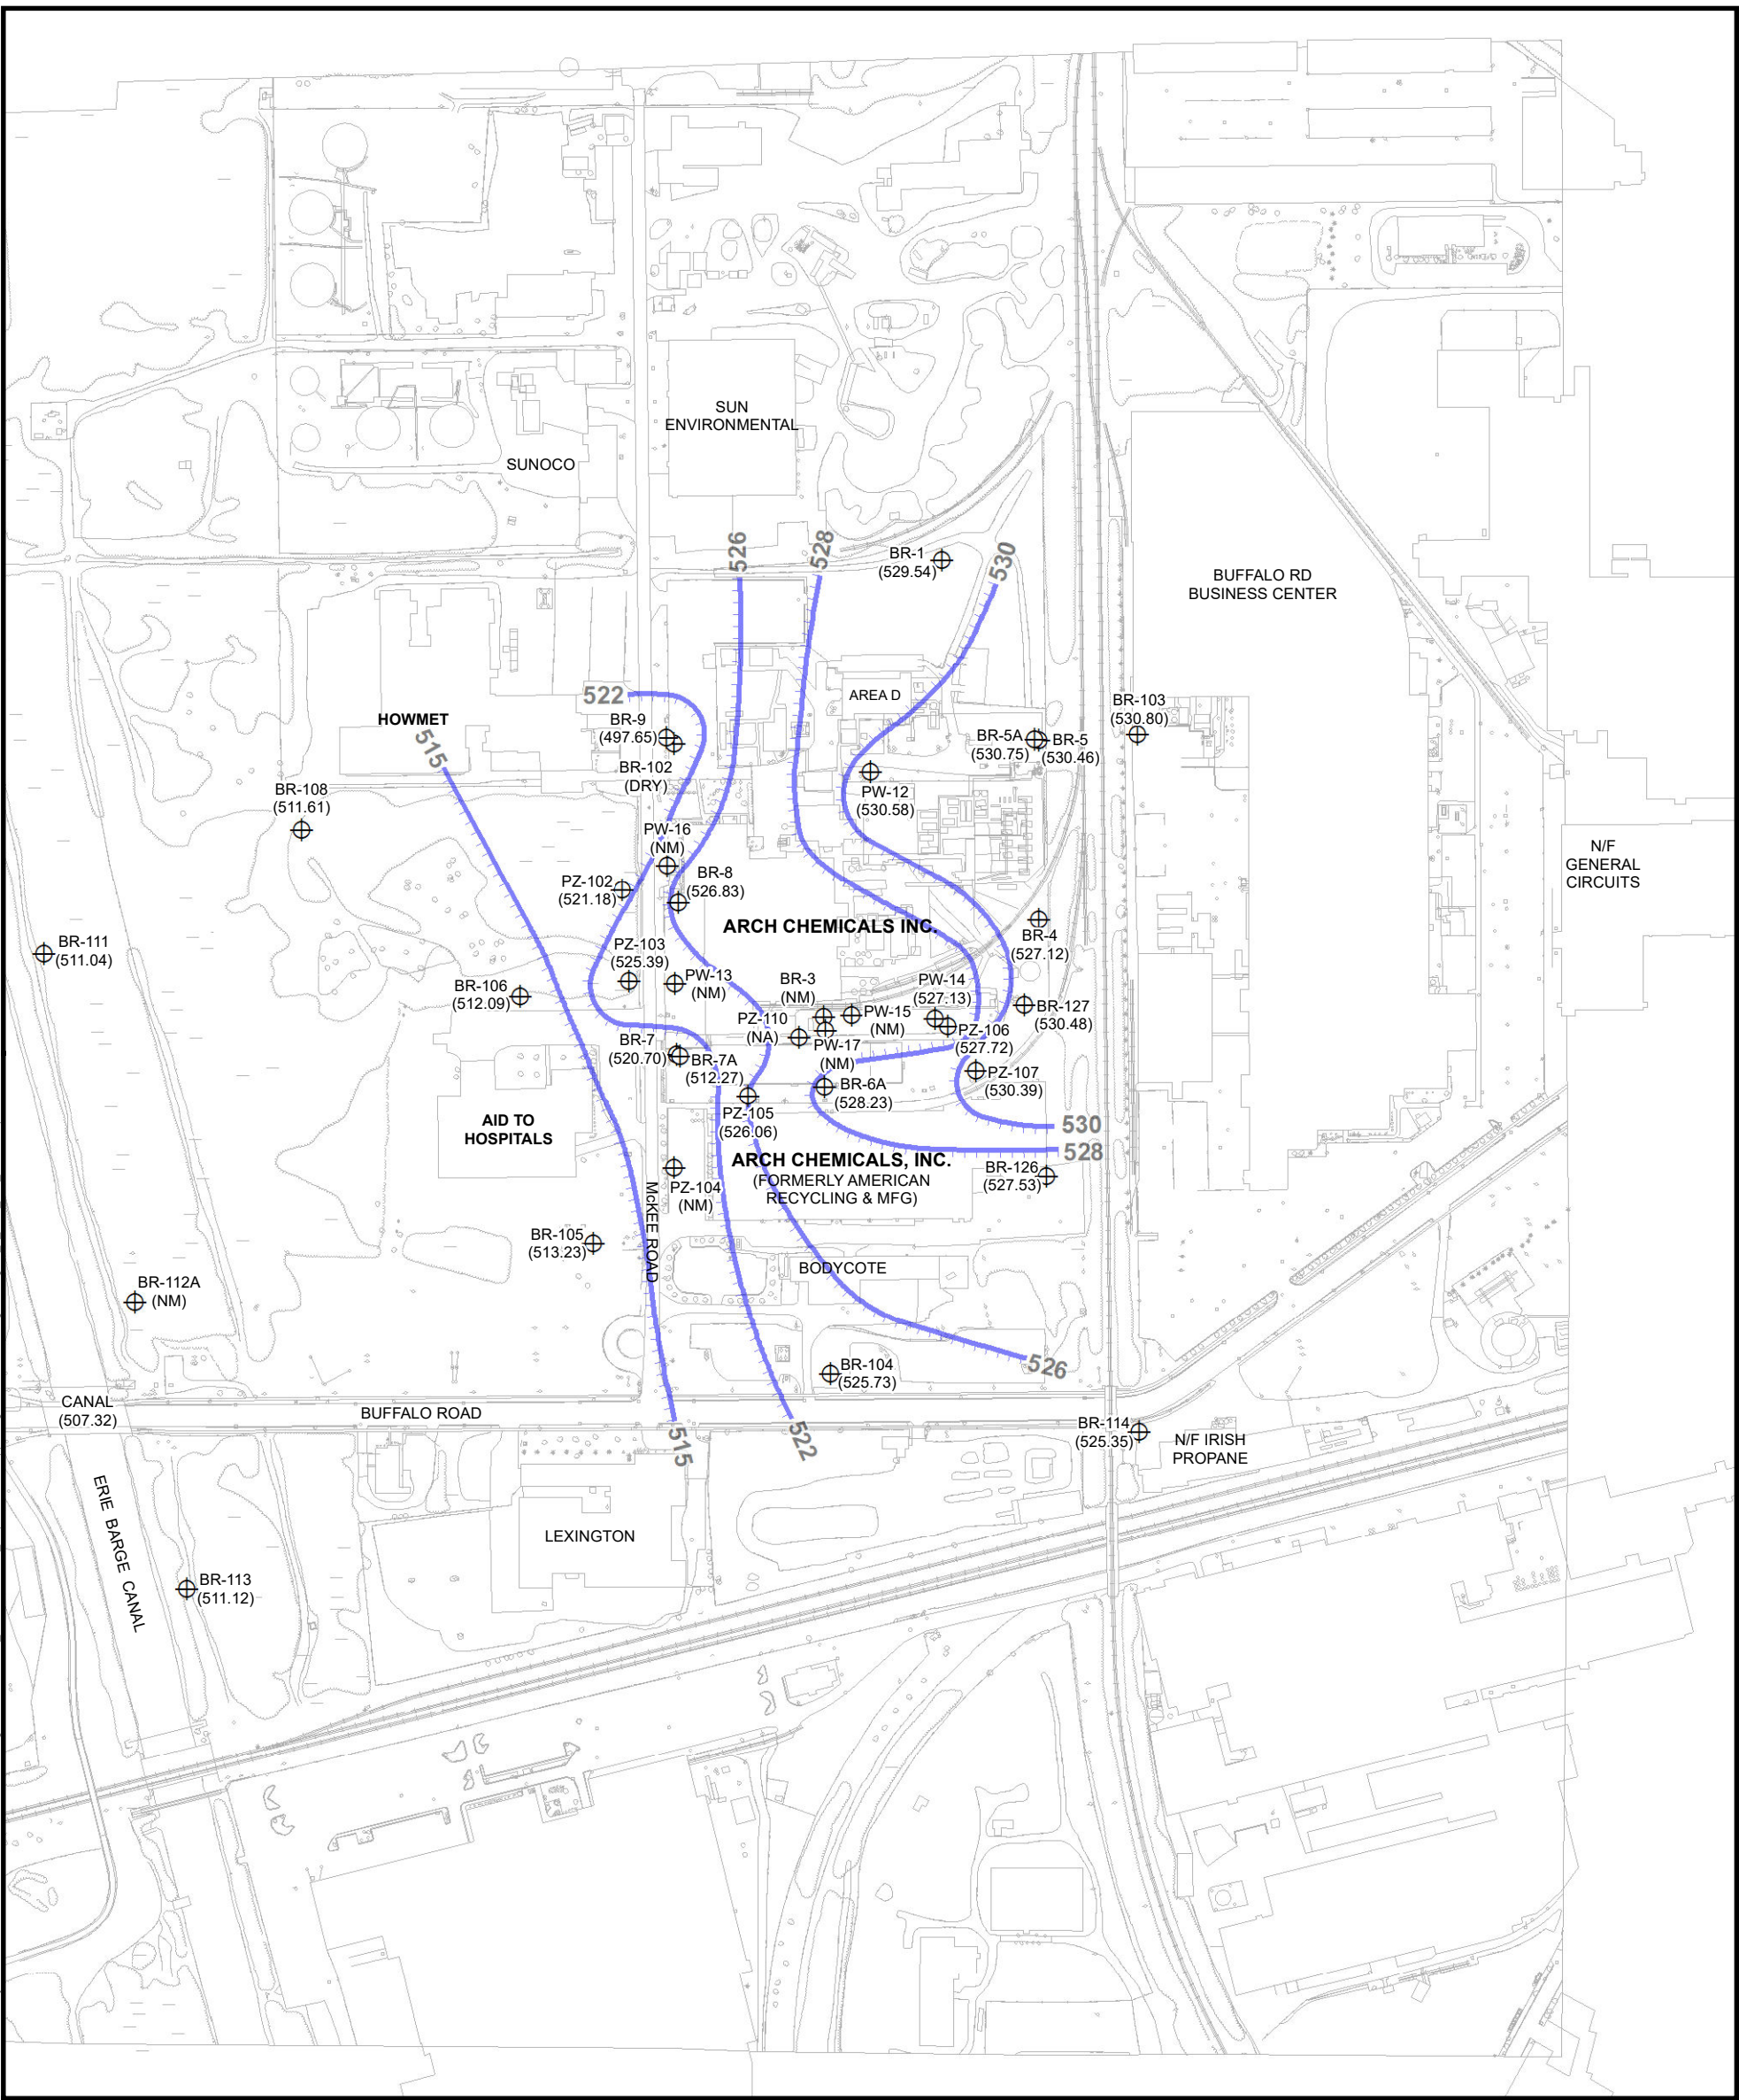 SUN
ENVIRONMENTAL
SUNOCO
526
528
BR-1
(529.54)
530
BUFFALO RD
BUSINESS CENTER
522
AREA D
BR-103
(530.80)
HOWMET
515
BR-9
(497.65)
BR-5A
(530.75)
BR-5
(530.46)
BR-102
(DRY)
BR-108
(511.61)
PW-12
(530.58)
PW-16
(NM)
N/F
GENERAL
CIRCUITS
PZ-102
(521.18)
BR-8
(526.83)
ARCH CHEMICALS INC.
BR-4
(527.12)
BR-111
(511.04)
PZ-103
(525.39)
BR-106
(512.09)
PW-13
(NM)
BR-3
(NM)
PW-14
(527.13)
BR-127
(530.48)
PZ-110
(NA)
PW-15
(NM)
PZ-106
(527.72)
BR-7
(520.70)
BR-7A
(512.27)
PW-17
(NM)
PZ-107
(530.39)
BR-6A
(528.23)
PZ-105
(526.06)
AID TO
HOSPITALS
530
528
ARCH CHEMICALS, INC.
(FORMERLY AMERICAN
RECYCLING & MFG)
BR-126
(527.53)
PZ-104
(NM)
McKEE ROAD
BR-105
(513.23)
BODYCOTE
BR-112A
(NM)
BR-104
(525.73)
526
CANAL
(507.32)
BUFFALO ROAD
515
522
BR-114
(525.35)
N/F IRISH
PROPANE
ERIE BARGE CANAL
LEXINGTON
BR-113
(511.12)